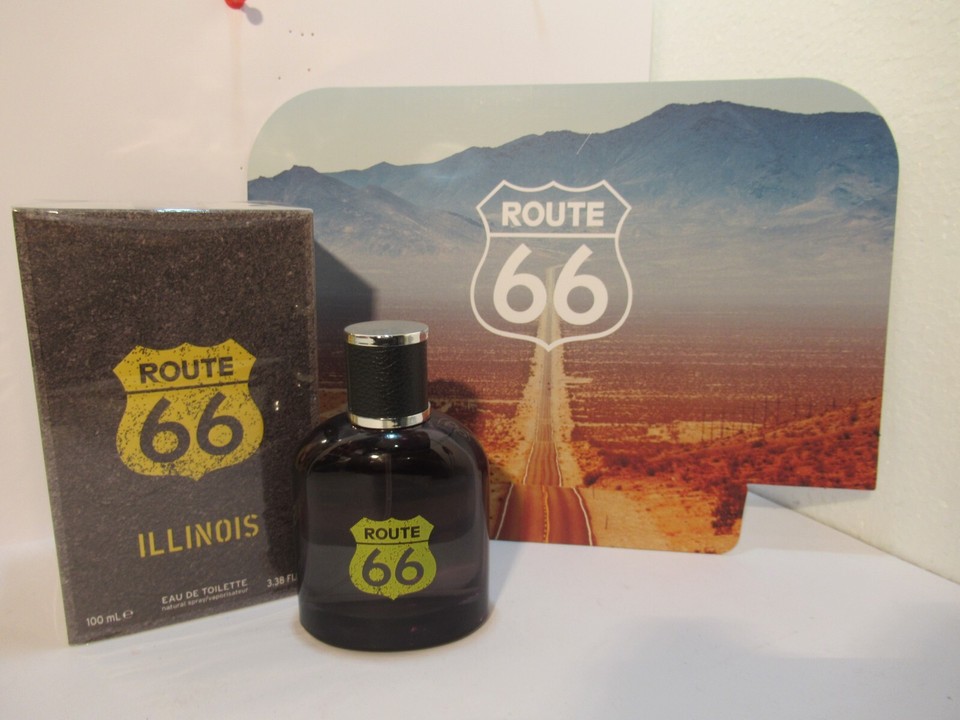 ROUTE
66
ROUTE
66
ILLINOIS
EAU DE TOILETTE
natural spray/vaporisateur
100 mL ℮
3.38 FL
ROUTE
66